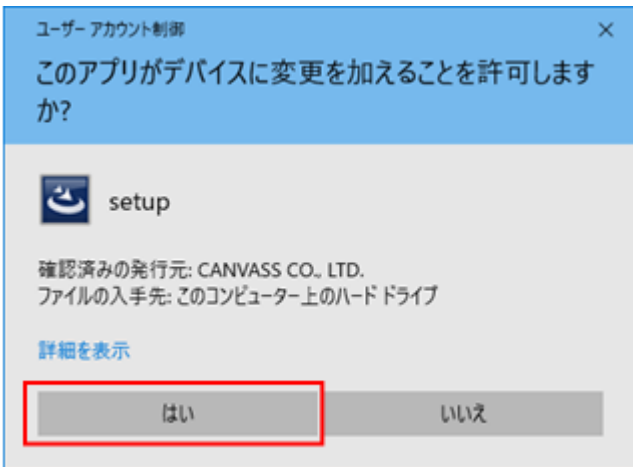 ユーザー アカウント制御
このアプリがデバイスに変更を加えることを許可します
か?
setup
確認済みの発行元: CANVASS CO., LTD.
ファイルの入手先: このコンピューター上のハード ドライブ
詳細を表示
はい
いいえ